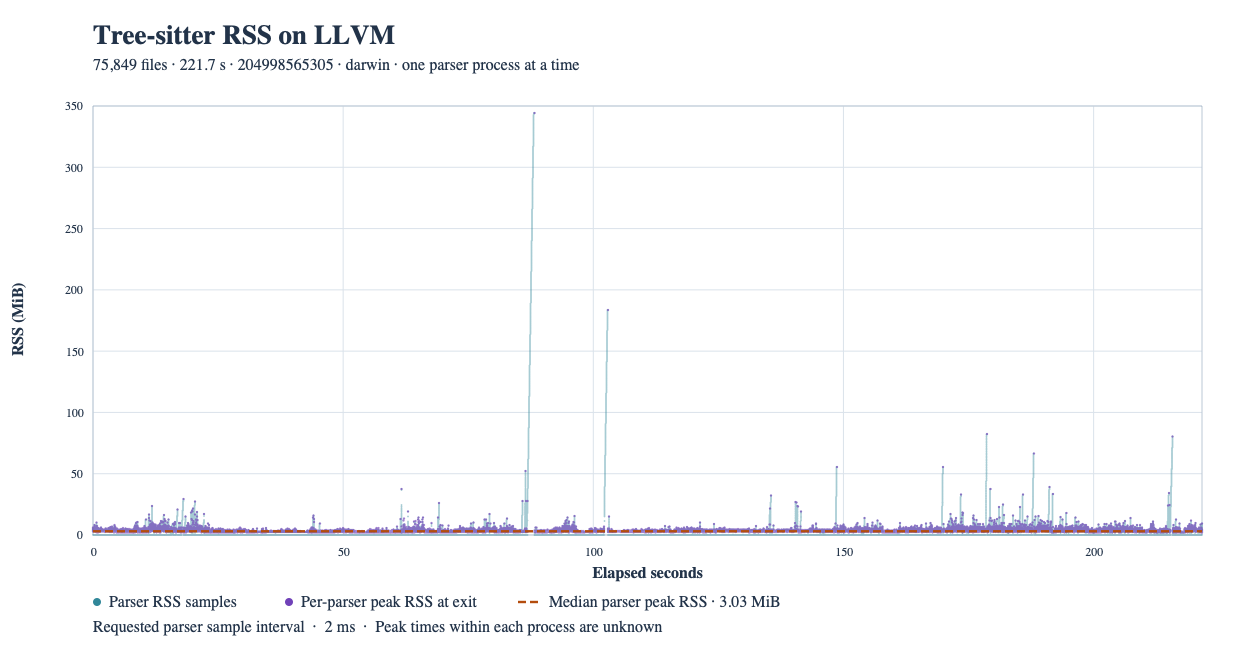 Tree-sitter RSS on LLVM
75,849 files · 221.7 s · 204998565305 · darwin · one parser process at a time
350
300
250
200
150
100
50
0
RSS (MiB)
0 50 100 150 200
Elapsed seconds
Parser RSS samples Per-parser peak RSS at exit Median parser peak RSS · 3.03 MiB
Requested parser sample interval · 2 ms · Peak times within each process are unknown